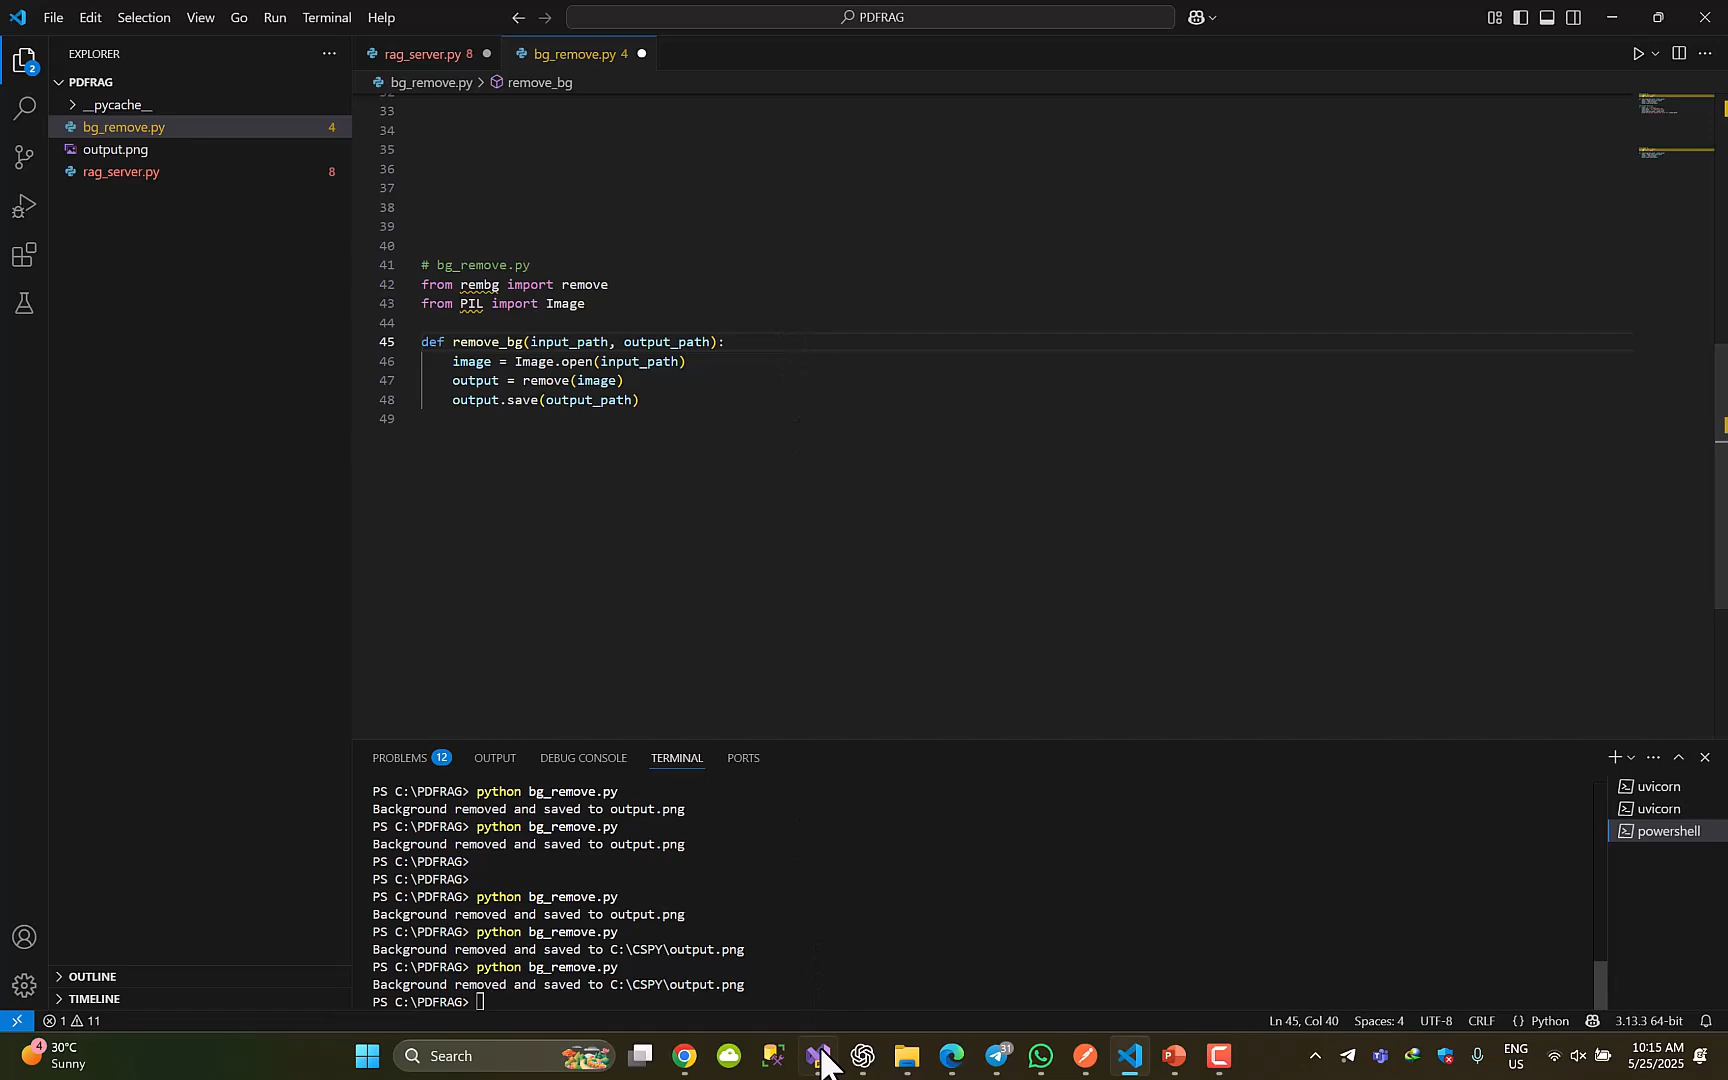 File Edit Selection View Go Run Terminal Help
PDFRAG
EXPLORER
rag_server.py 8
bg_remove.py 4
PDFRAG
bg_remove.py > remove_bg
__pycache__
bg_remove.py 4
output.png
rag_server.py 8
2
33
34
35
36
37
38
39
40
41 # bg_remove.py
42 from rembg import remove
43 from PIL import Image
44
45 def remove_bg(input_path, output_path):
46 image = Image.open(input_path)
47 output = remove(image)
48 output.save(output_path)
49
PROBLEMS 12 OUTPUT DEBUG CONSOLE TERMINAL PORTS
PS C:\PDFRAG> python bg_remove.py
Background removed and saved to output.png
PS C:\PDFRAG> python bg_remove.py
Background removed and saved to output.png
PS C:\PDFRAG>
PS C:\PDFRAG>
PS C:\PDFRAG> python bg_remove.py
Background removed and saved to output.png
PS C:\PDFRAG> python bg_remove.py
Background removed and saved to C:\CSPY\output.png
PS C:\PDFRAG> python bg_remove.py
Background removed and saved to C:\CSPY\output.png
PS C:\PDFRAG>
uvicorn
uvicorn
powershell
OUTLINE
TIMELINE
1 11
Ln 45, Col 40 Spaces: 4 UTF-8 CRLF {} Python 3.13.3 64-bit
4
30°C
Sunny
Search
31
ENG
US
10:15 AM
5/25/2025